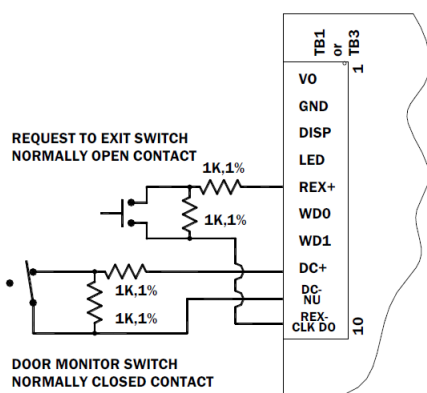 TB1
or
TB3
1
VO
GND
DISP
LED
REQUEST TO EXIT SWITCH
NORMALLY OPEN CONTACT
1K,1%
REX+
1K,1%
WD0
WD1
DC+
1K,1%
DC-
NU
1K,1%
REX-
CLK DO
10
DOOR MONITOR SWITCH
NORMALLY CLOSED CONTACT